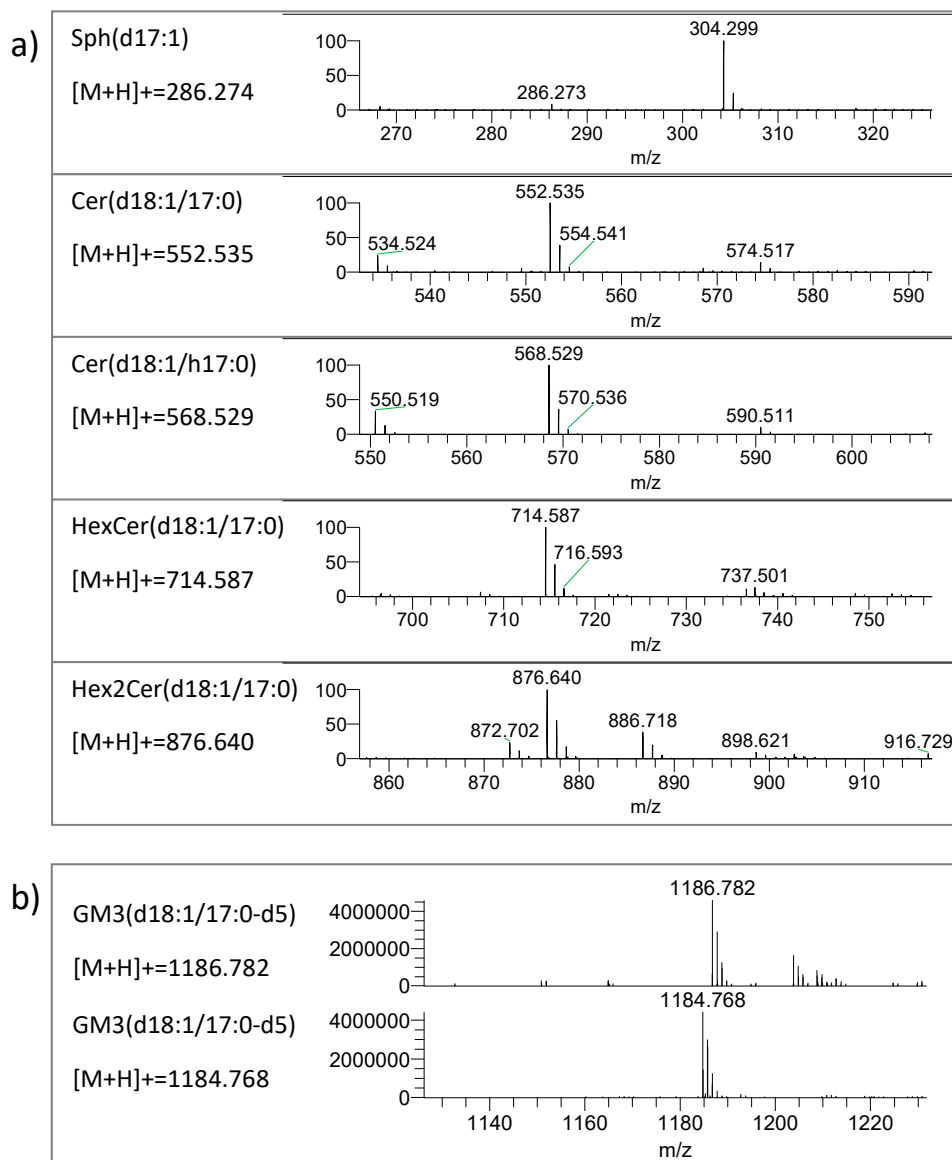 a)
Sph(d17:1)
[M+H]+=286.274
100
50
0
286.273
304.299
270 280 290 300 310 320
m/z
Cer(d18:1/17:0)
[M+H]+=552.535
100
50
0
534.524
552.535
554.541
574.517
540 550 560 570 580 590
m/z
Cer(d18:1/h17:0)
[M+H]+=568.529
100
50
0
550.519
568.529
570.536
590.511
550 560 570 580 590 600
m/z
HexCer(d18:1/17:0)
[M+H]+=714.587
100
50
0
714.587
716.593
737.501
700 710 720 730 740 750
m/z
Hex2Cer(d18:1/17:0)
[M+H]+=876.640
100
50
0
872.702
876.640
886.718
898.621
916.729
860 870 880 890 900 910
m/z
b)
GM3(d18:1/17:0-d5)
[M+H]+=1186.782
4000000
2000000
0
1186.782
GM3(d18:1/17:0-d5)
[M+H]+=1184.768
4000000
2000000
0
1184.768
1140 1160 1180 1200 1220
m/z